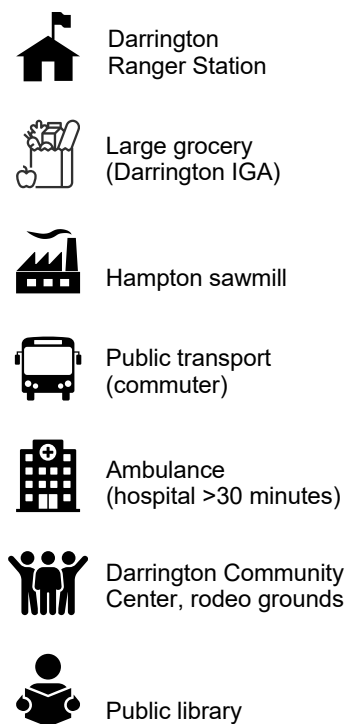 Darrington
Ranger Station
Large grocery
(Darrington IGA)
Hampton sawmill
Public transport
(commuter)
Ambulance
(hospital >30 minutes)
Darrington Community
Center, rodeo grounds
Public library